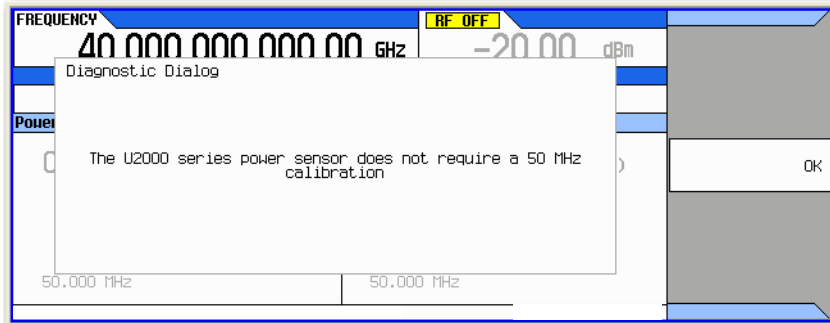 FREQUENCY
RF OFF
40.000 000 000 00 GHz
-20.00 dBm
Diagnostic Dialog
Power
The U2000 series power sensor does not require a 50 MHz
calibration
OK
50.000 MHz
50.000 MHz